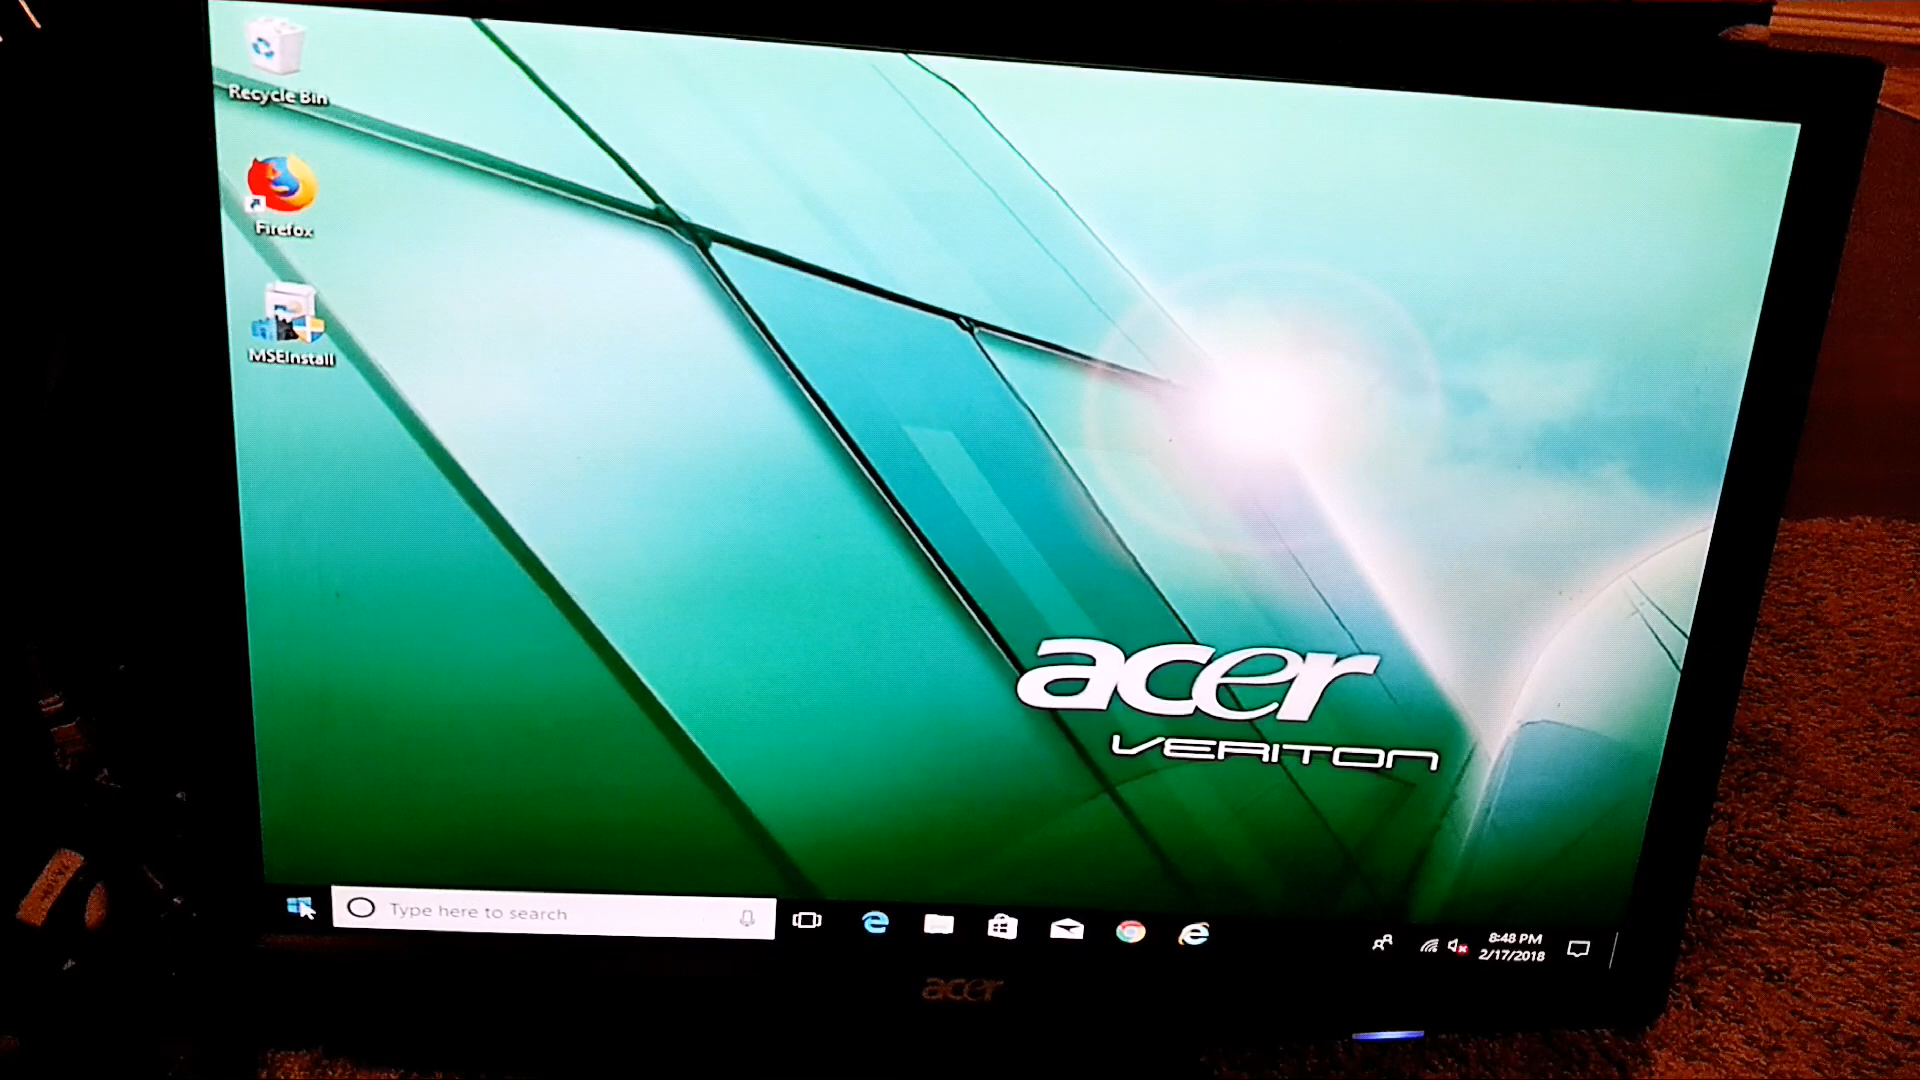 Recycle Bin
Firefox
MSEInstall
acer
VERITON
Type here to search
8:48 PM
2/17/2018
acer